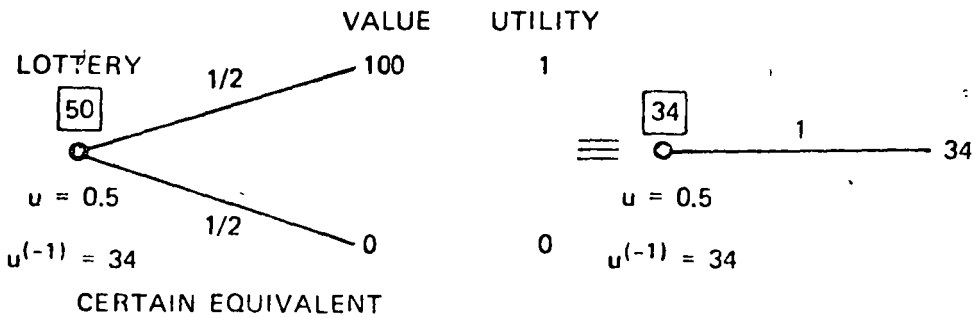 VALUE UTILITY
LOTTERY 1/2 100 1
50 34
1
≡ 34
u = 0.5 u = 0.5
1/2
u(-1) = 34 0 0 u(-1) = 34
CERTAIN EQUIVALENT